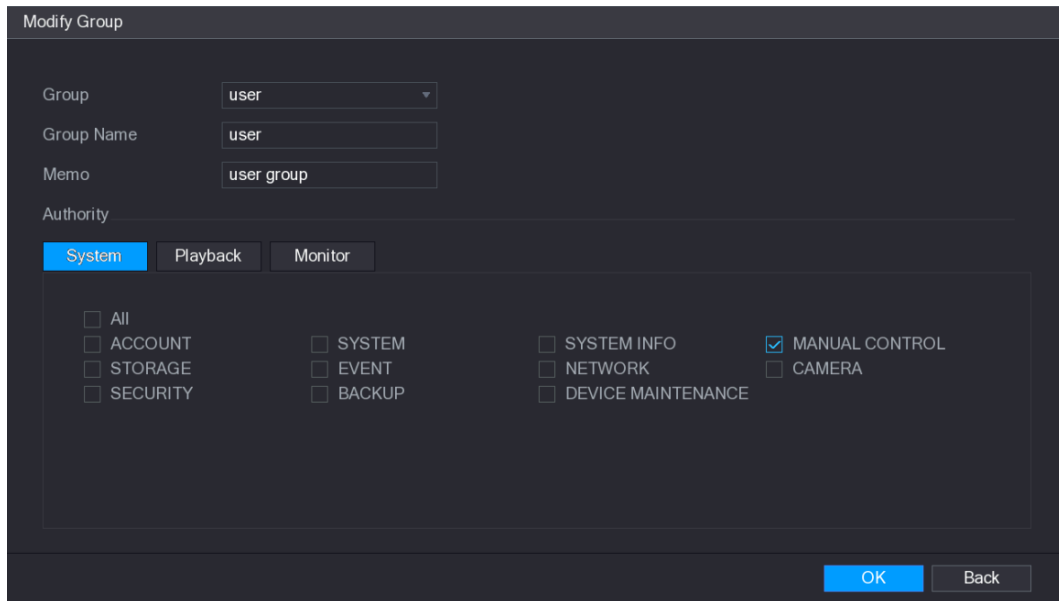 Modify Group
Group user
Group Name user
Memo user group
Authority
System Playback Monitor
All
ACCOUNT SYSTEM SYSTEM INFO MANUAL CONTROL
STORAGE EVENT NETWORK CAMERA
SECURITY BACKUP DEVICE MAINTENANCE
OK Back